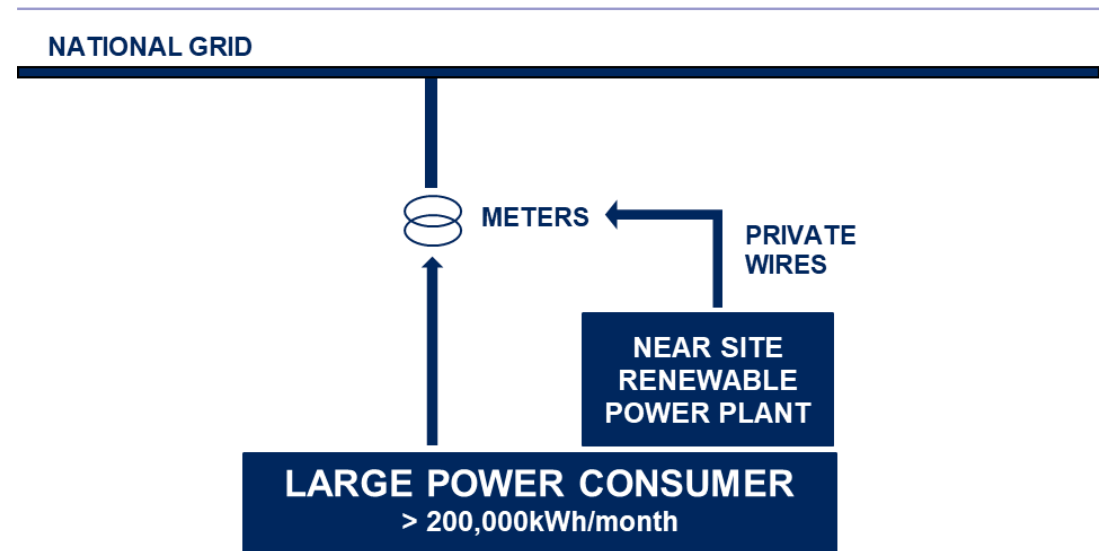 NATIONAL GRID
METERS
PRIVATE
WIRES
NEAR SITE
RENEWABLE
POWER PLANT
LARGE POWER CONSUMER
> 200,000kWh/month